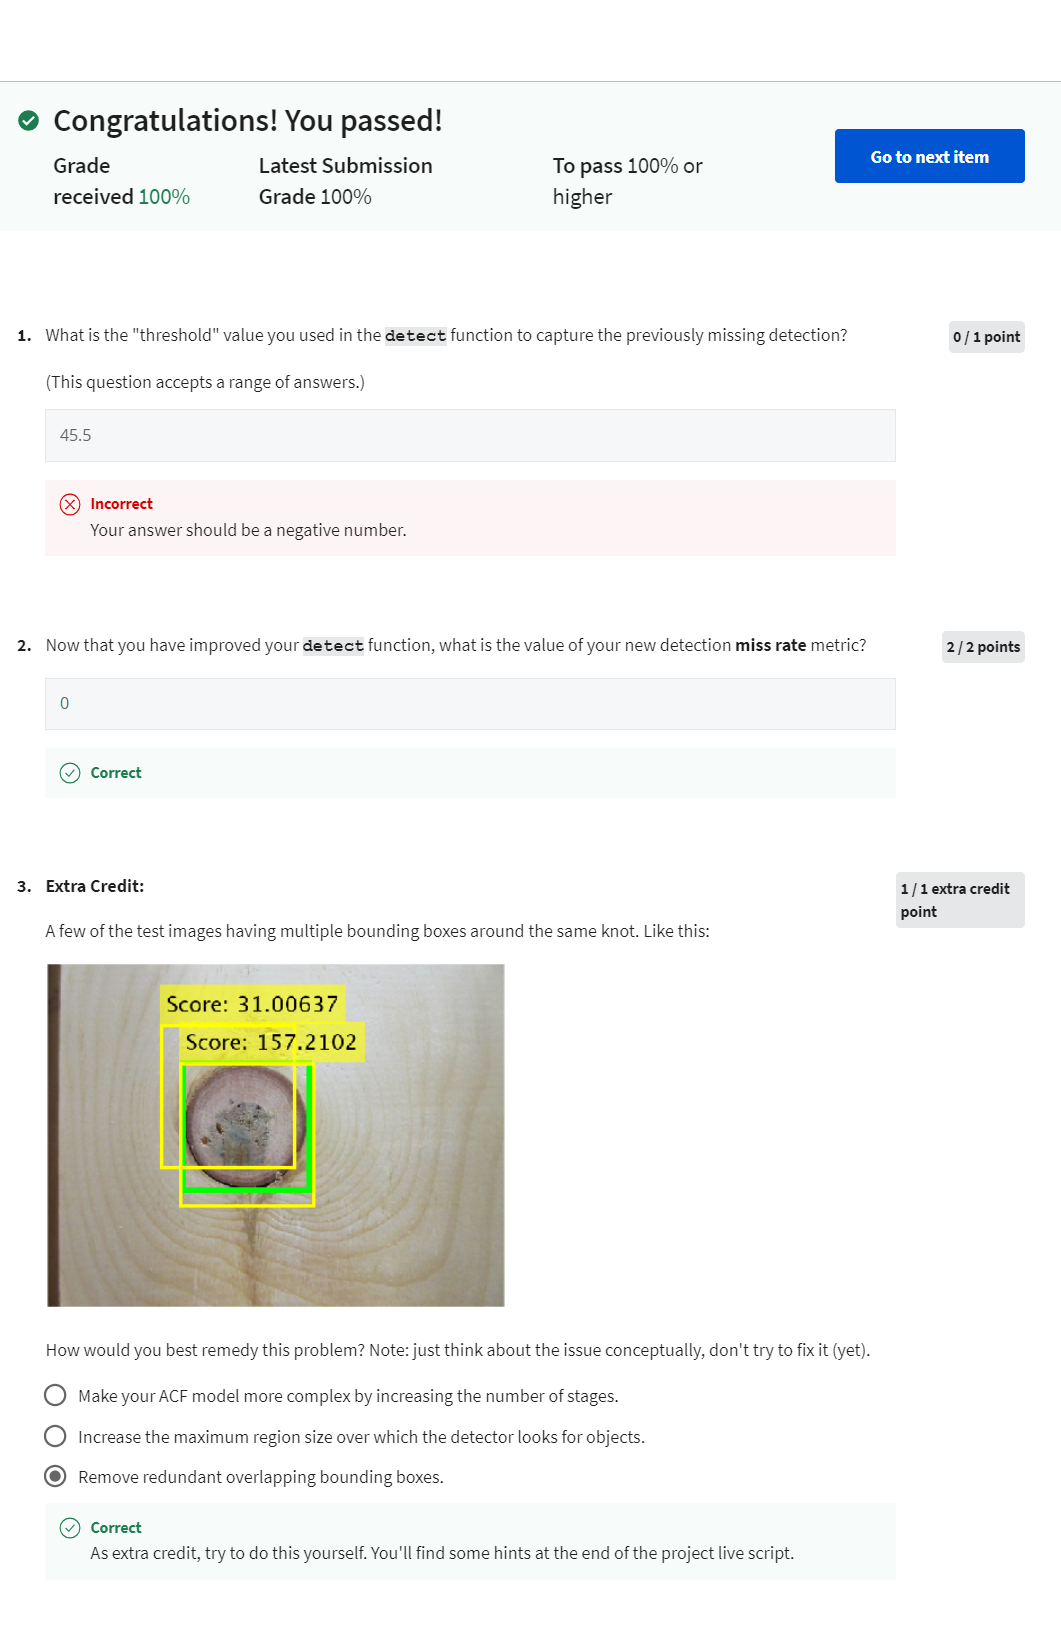 Congratulations! You passed!
Grade received 100%
Latest Submission Grade 100%
To pass 100% or higher
Go to next item
1. What is the "threshold" value you used in the detect function to capture the previously missing detection?
0 / 1 point
(This question accepts a range of answers.)
45.5
Incorrect
Your answer should be a negative number.
2. Now that you have improved your detect function, what is the value of your new detection miss rate metric?
2 / 2 points
0
Correct
3. Extra Credit:
1 / 1 extra credit point
A few of the test images having multiple bounding boxes around the same knot. Like this:
Score: 31.00637
Score: 157.2102
How would you best remedy this problem? Note: just think about the issue conceptually, don't try to fix it (yet).
Make your ACF model more complex by increasing the number of stages.
Increase the maximum region size over which the detector looks for objects.
Remove redundant overlapping bounding boxes.
Correct
As extra credit, try to do this yourself. You'll find some hints at the end of the project live script.